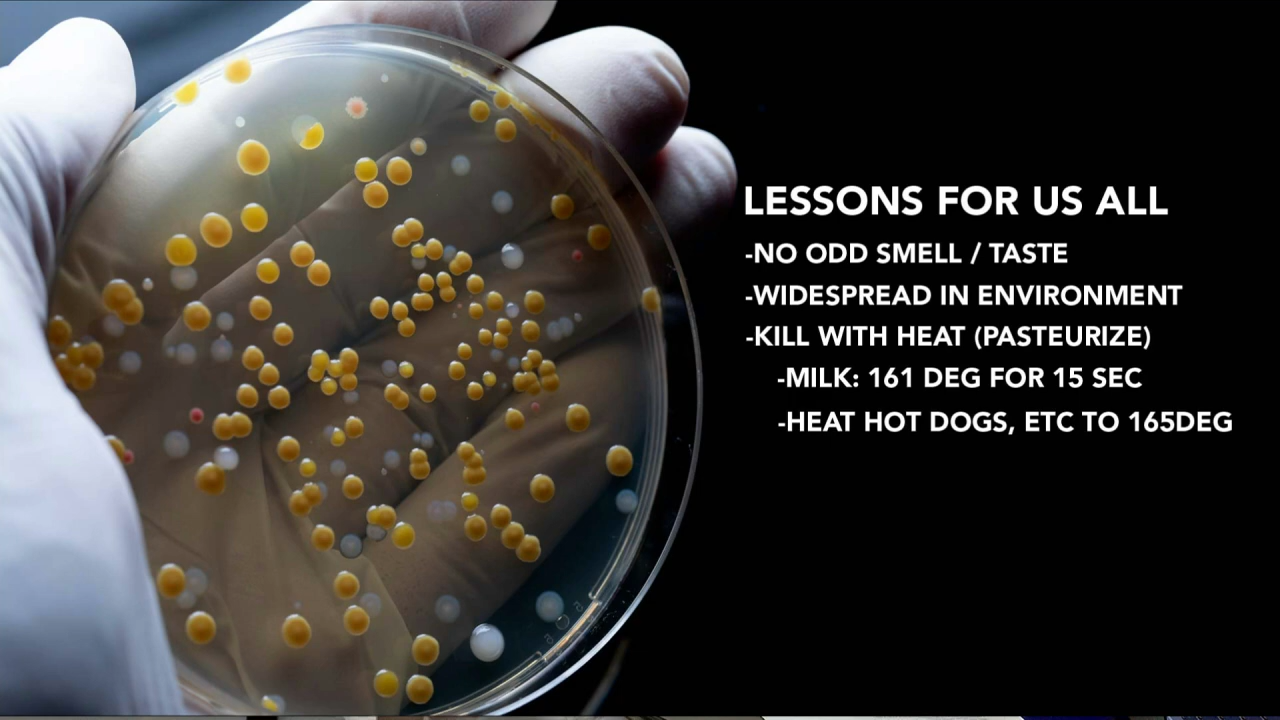 LESSONS FOR US ALL
-NO ODD SMELL / TASTE
-WIDESPREAD IN ENVIRONMENT
-KILL WITH HEAT (PASTEURIZE)
-MILK: 161 DEG FOR 15 SEC
-HEAT HOT DOGS, ETC TO 165DEG